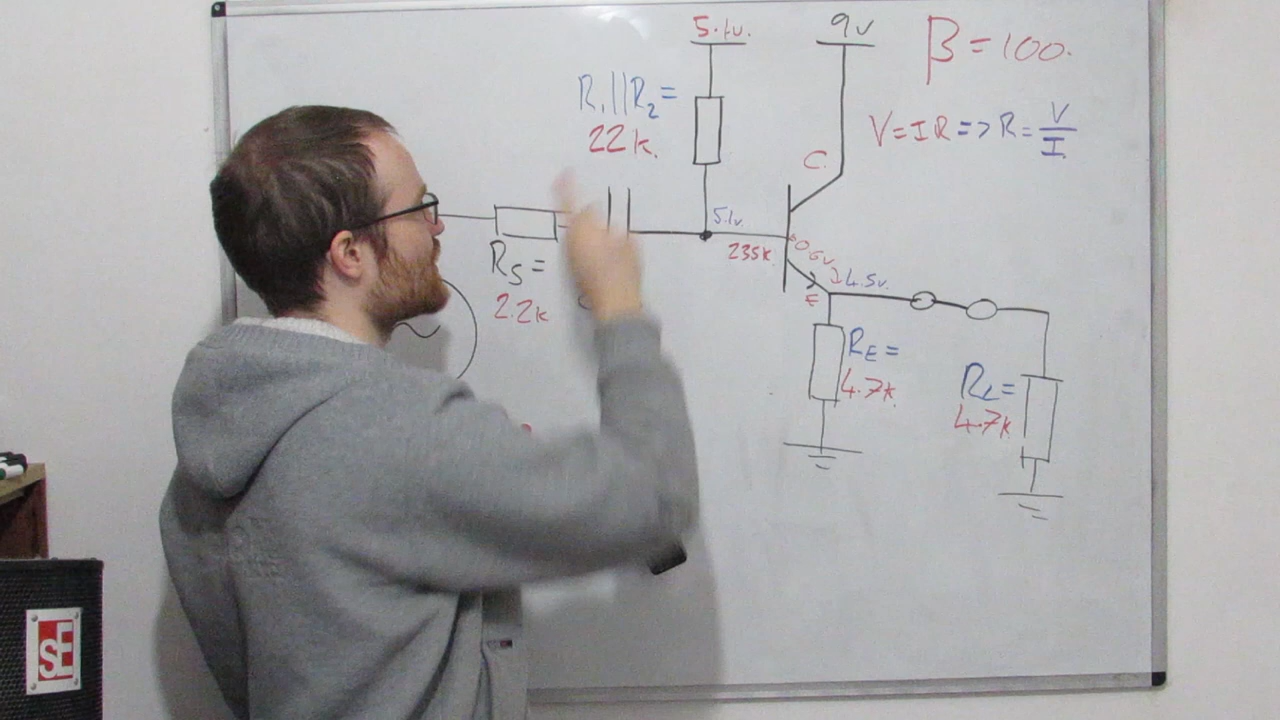 5.1v.
9v
β = 100.
R1||R2 =
22k.
V = I R => R = V/I.
C.
5.1v
235k
0.6v
4.5v.
E
RS =
2.2k
RE =
4.7k
RL =
4.7k
sE